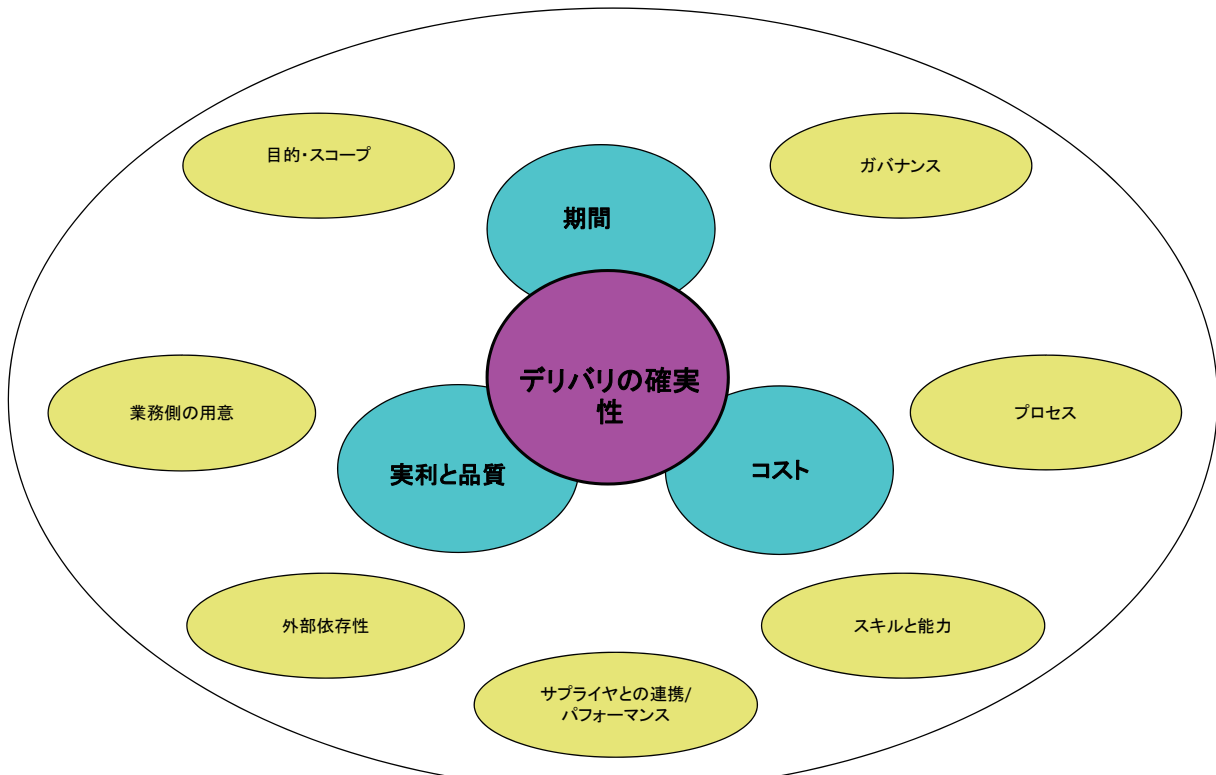 目的・スコープ
ガバナンス
期間
デリバリの確実
性
業務側の用意
プロセス
実利と品質
コスト
外部依存性
スキルと能力
サプライヤとの連携/
パフォーマンス